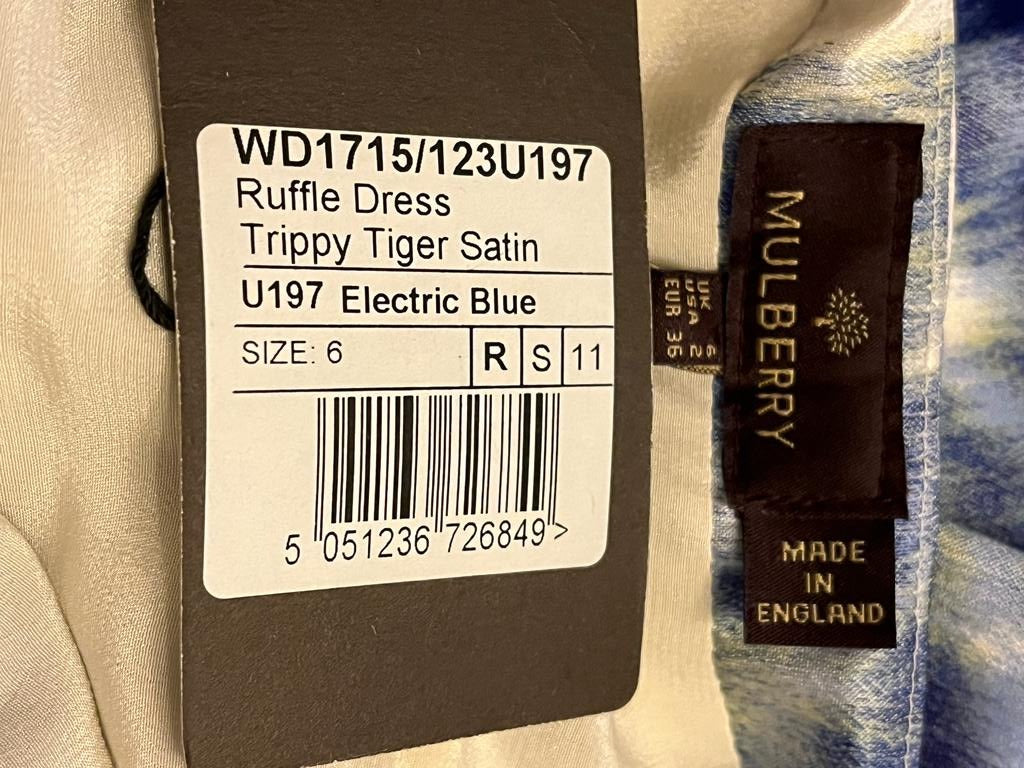 WD1715/123U197
Ruffle Dress
Trippy Tiger Satin
U197 Electric Blue
SIZE: 6 R S 11
5 051236 726849 >
UK 6
USA 2
EUR 36
MULBERRY
MADE
IN
ENGLAND